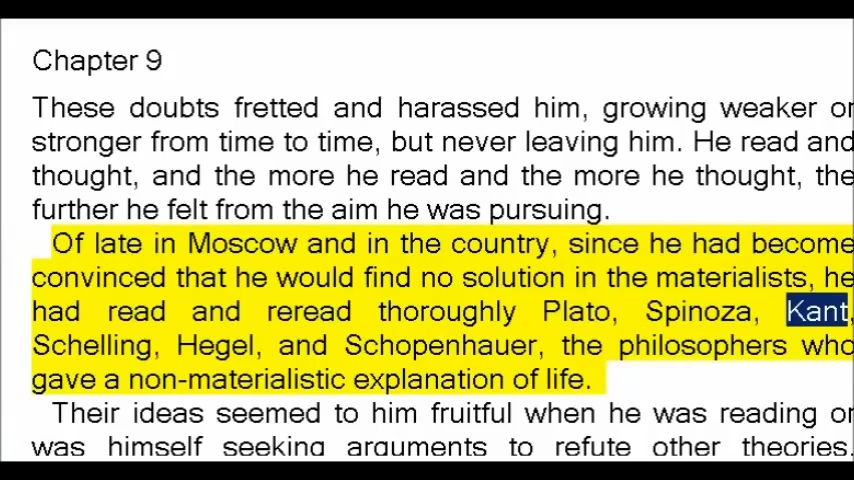 Chapter 9
These doubts fretted and harassed him, growing weaker or
stronger from time to time, but never leaving him. He read and
thought, and the more he read and the more he thought, the
further he felt from the aim he was pursuing.
Of late in Moscow and in the country, since he had become
convinced that he would find no solution in the materialists, he
had read and reread thoroughly Plato, Spinoza, Kant,
Schelling, Hegel, and Schopenhauer, the philosophers who
gave a non-materialistic explanation of life.
Their ideas seemed to him fruitful when he was reading or
was himself seeking arguments to refute other theories.